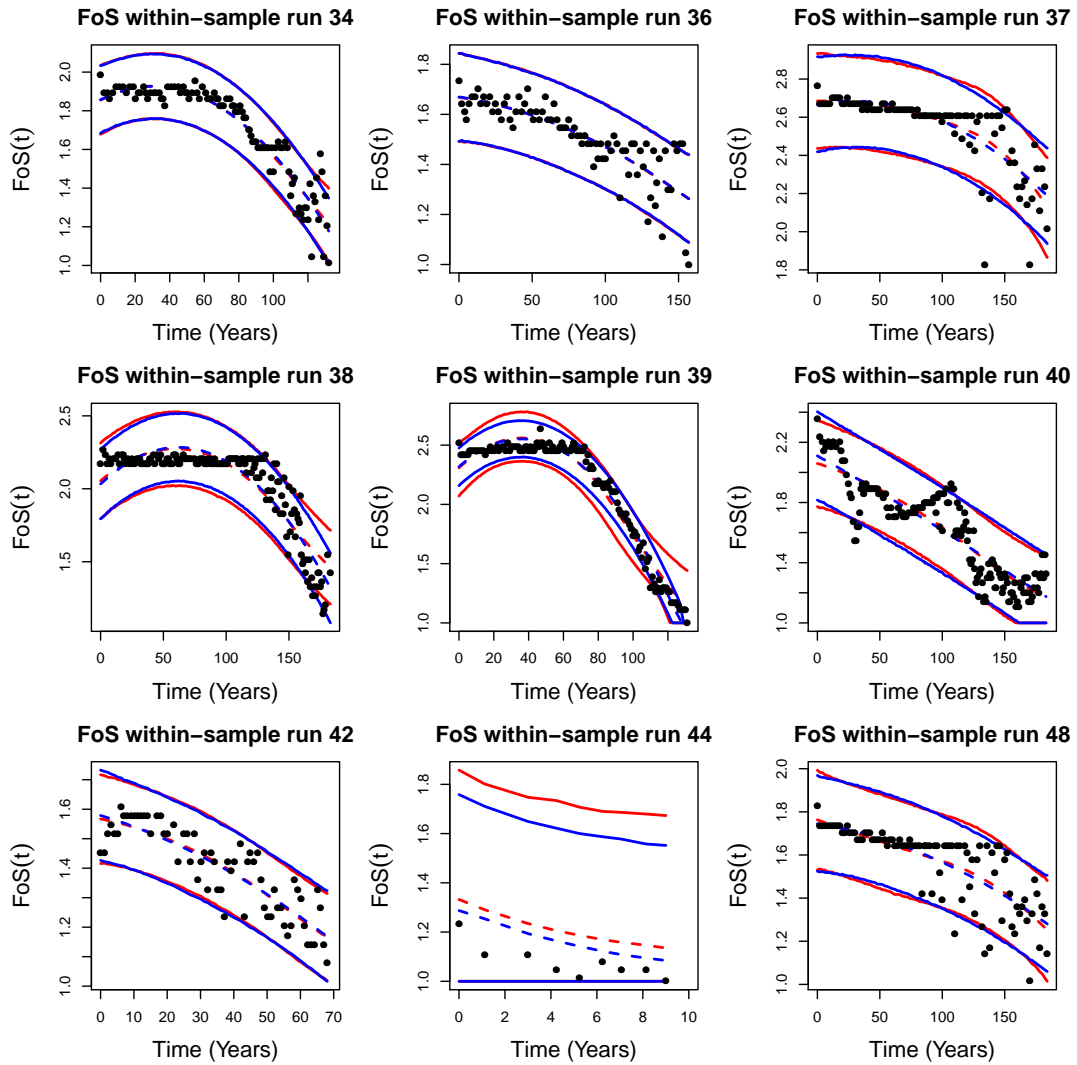 FoS within−sample run 34
FoS(t)
1.0 1.2 1.4 1.6 1.8 2.0
0 20 40 60 80 100
Time (Years)
FoS within−sample run 36
FoS(t)
1.0 1.2 1.4 1.6 1.8
0 50 100 150
Time (Years)
FoS within−sample run 37
FoS(t)
1.8 2.0 2.2 2.4 2.6 2.8
0 50 100 150
Time (Years)
FoS within−sample run 38
FoS(t)
1.5 2.0 2.5
0 50 100 150
Time (Years)
FoS within−sample run 39
FoS(t)
1.0 1.5 2.0 2.5
0 20 40 60 80 100
Time (Years)
FoS within−sample run 40
FoS(t)
1.0 1.4 1.8 2.2
0 50 100 150
Time (Years)
FoS within−sample run 42
FoS(t)
1.0 1.2 1.4 1.6
0 10 20 30 40 50 60 70
Time (Years)
FoS within−sample run 44
FoS(t)
1.0 1.2 1.4 1.6 1.8
0 2 4 6 8 10
Time (Years)
FoS within−sample run 48
FoS(t)
1.0 1.2 1.4 1.6 1.8 2.0
0 50 100 150
Time (Years)